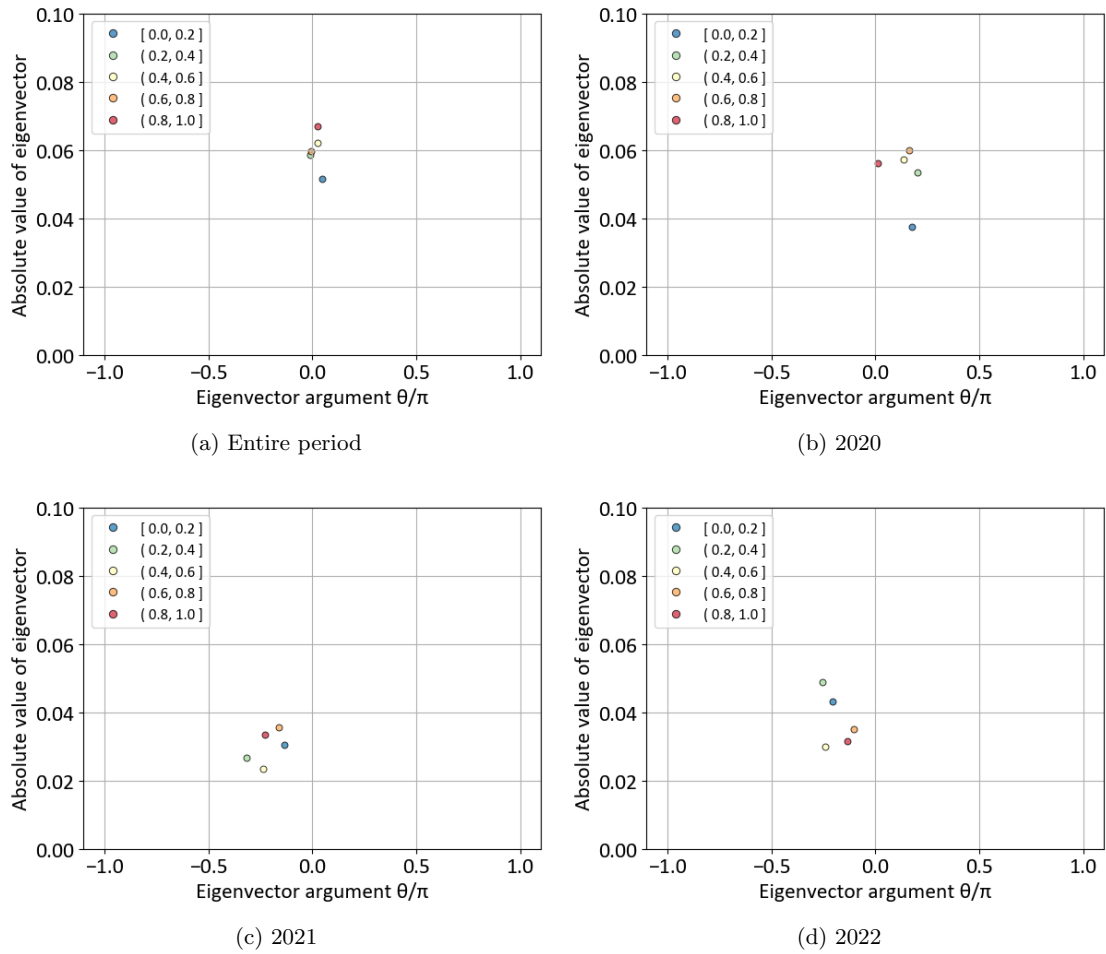 0.10
0.08
0.06
0.04
0.02
0.00
Absolute value of eigenvector
[ 0.0, 0.2 ]
( 0.2, 0.4 ]
( 0.4, 0.6 ]
( 0.6, 0.8 ]
( 0.8, 1.0 ]
−1.0 −0.5 0.0 0.5 1.0
Eigenvector argument θ/π
(a) Entire period
0.10
0.08
0.06
0.04
0.02
0.00
Absolute value of eigenvector
[ 0.0, 0.2 ]
( 0.2, 0.4 ]
( 0.4, 0.6 ]
( 0.6, 0.8 ]
( 0.8, 1.0 ]
−1.0 −0.5 0.0 0.5 1.0
Eigenvector argument θ/π
(b) 2020
0.10
0.08
0.06
0.04
0.02
0.00
Absolute value of eigenvector
[ 0.0, 0.2 ]
( 0.2, 0.4 ]
( 0.4, 0.6 ]
( 0.6, 0.8 ]
( 0.8, 1.0 ]
−1.0 −0.5 0.0 0.5 1.0
Eigenvector argument θ/π
(c) 2021
0.10
0.08
0.06
0.04
0.02
0.00
Absolute value of eigenvector
[ 0.0, 0.2 ]
( 0.2, 0.4 ]
( 0.4, 0.6 ]
( 0.6, 0.8 ]
( 0.8, 1.0 ]
−1.0 −0.5 0.0 0.5 1.0
Eigenvector argument θ/π
(d) 2022